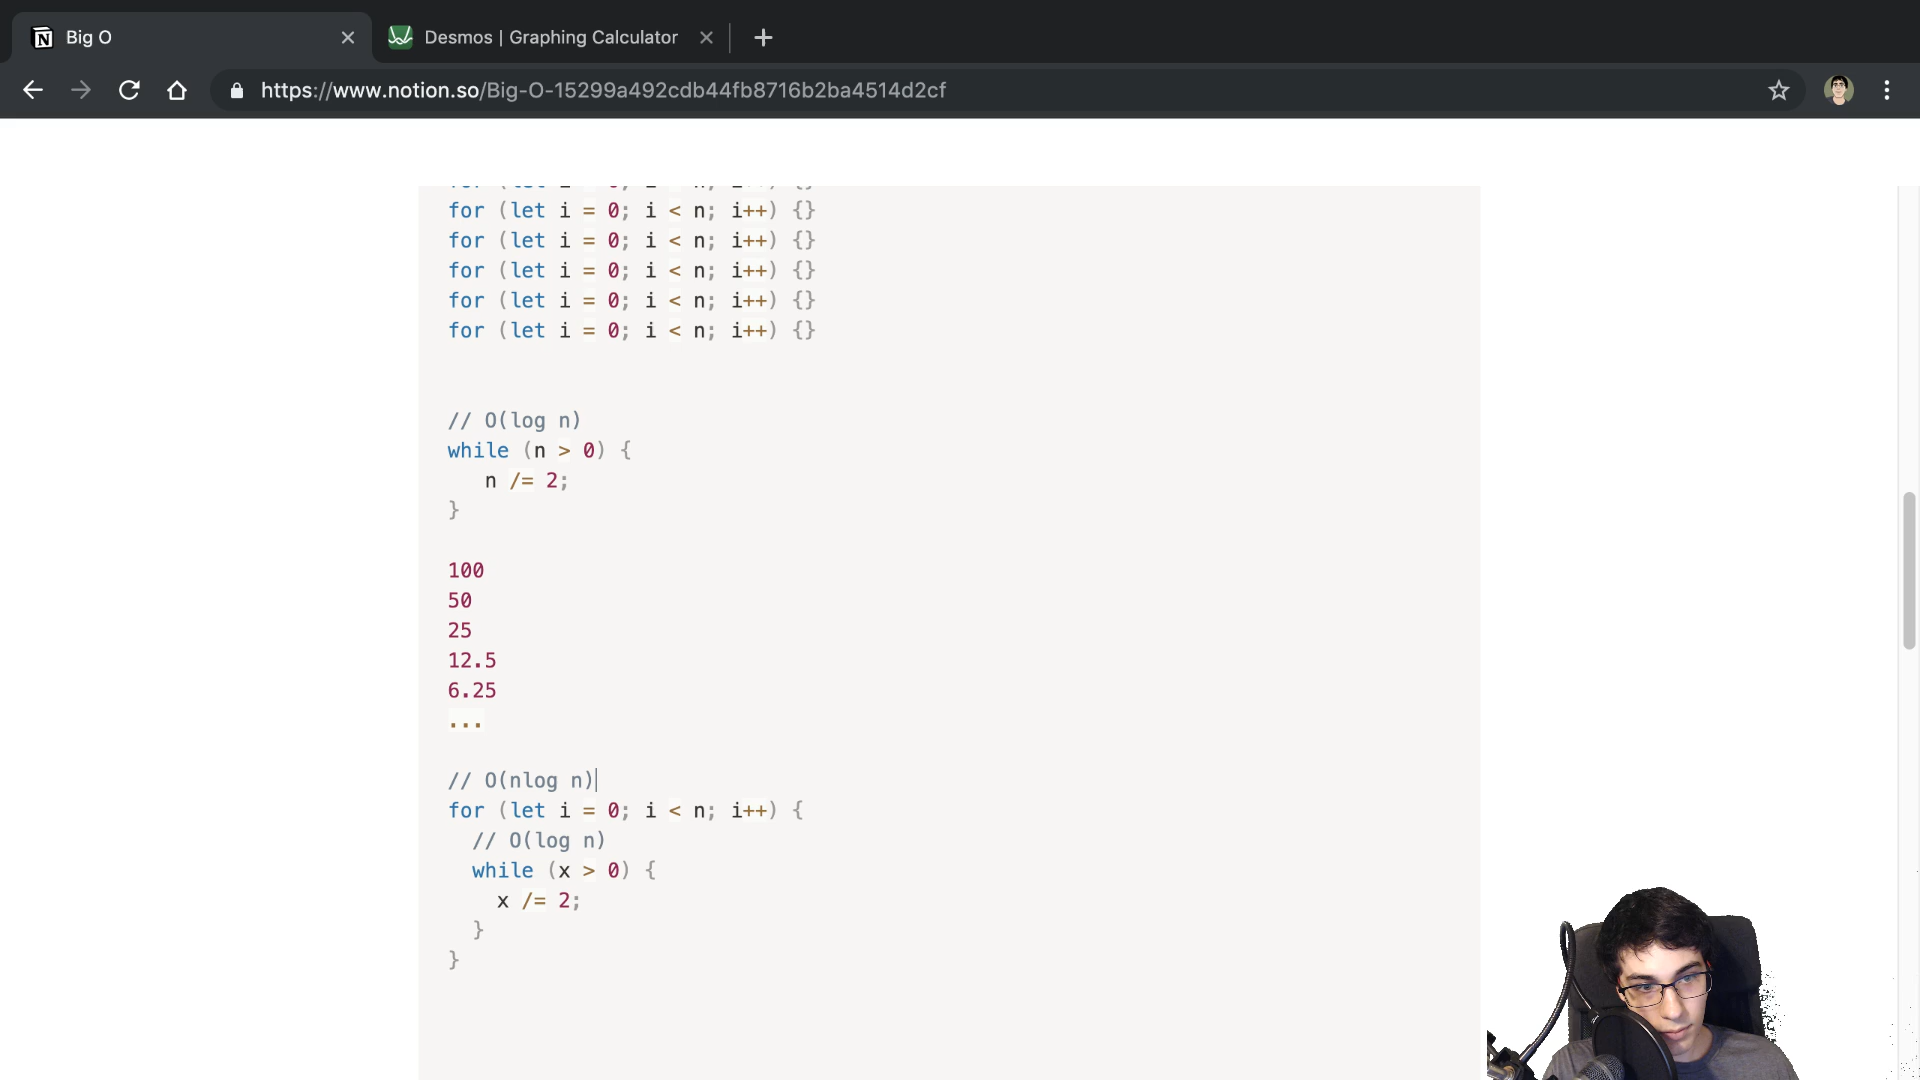 Big O
Desmos | Graphing Calculator
https://www.notion.so/Big-O-15299a492cdb44fb8716b2ba4514d2cf
for (let i = 0; i < n; i++) {}
for (let i = 0; i < n; i++) {}
for (let i = 0; i < n; i++) {}
for (let i = 0; i < n; i++) {}
for (let i = 0; i < n; i++) {}
// O(log n)
while (n > 0) {
n /= 2;
}
100
50
25
12.5
6.25
...
// O(nlog n)
for (let i = 0; i < n; i++) {
// O(log n)
while (x > 0) {
x /= 2;
}
}